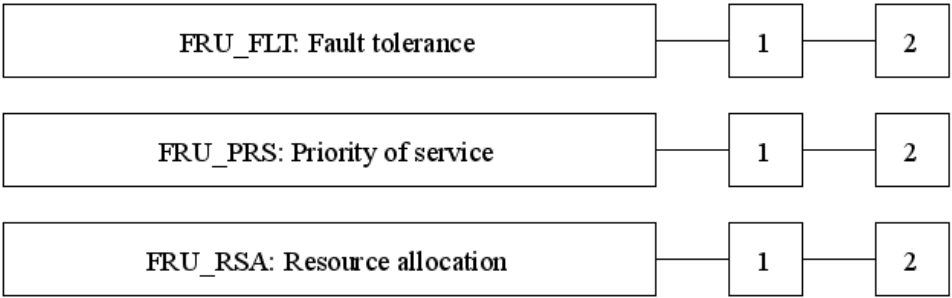 FRU_FLT: Fault tolerance 1 2
FRU_PRS: Priority of service 1 2
FRU_RSA: Resource allocation 1 2